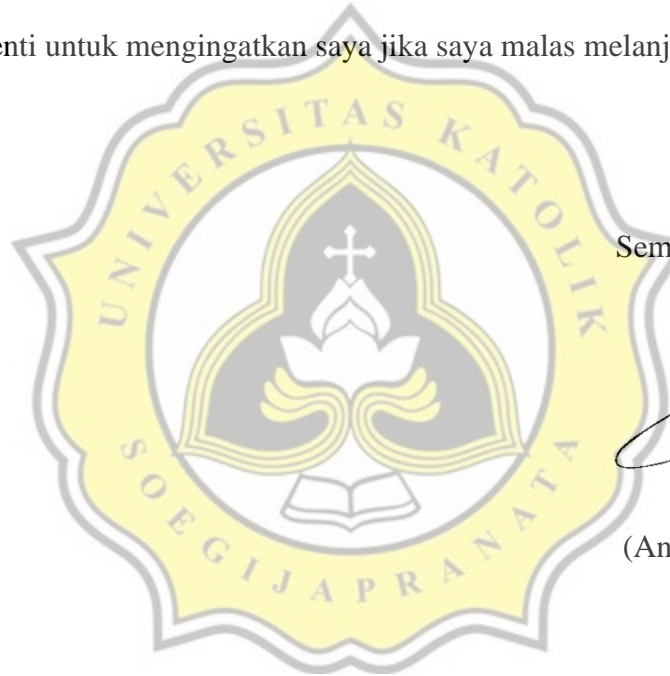 enti untuk mengingatkan saya jika saya malas melanj
UNIVERSITAS KATOLIK
Sem
SOEGIJAPRANATA
(An